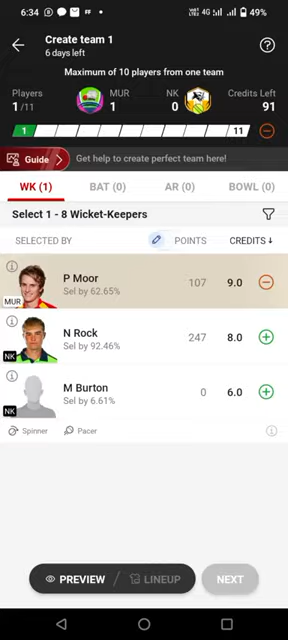 6:34 4G 49%
Create team 1
6 days left
Maximum of 10 players from one team
Players MUR NK Credits Left
1/11 1 0 91
1 11
Guide Get help to create perfect team here!
WK (1) BAT (0) AR (0) BOWL (0)
Select 1 - 8 Wicket-Keepers
SELECTED BY POINTS CREDITS↓
P Moor 107 9.0
Sel by 62.65%
MUR
N Rock 247 8.0
Sel by 92.46%
NK
M Burton 0 6.0
Sel by 6.61%
NK
Spinner Pacer
PREVIEW / LINEUP NEXT